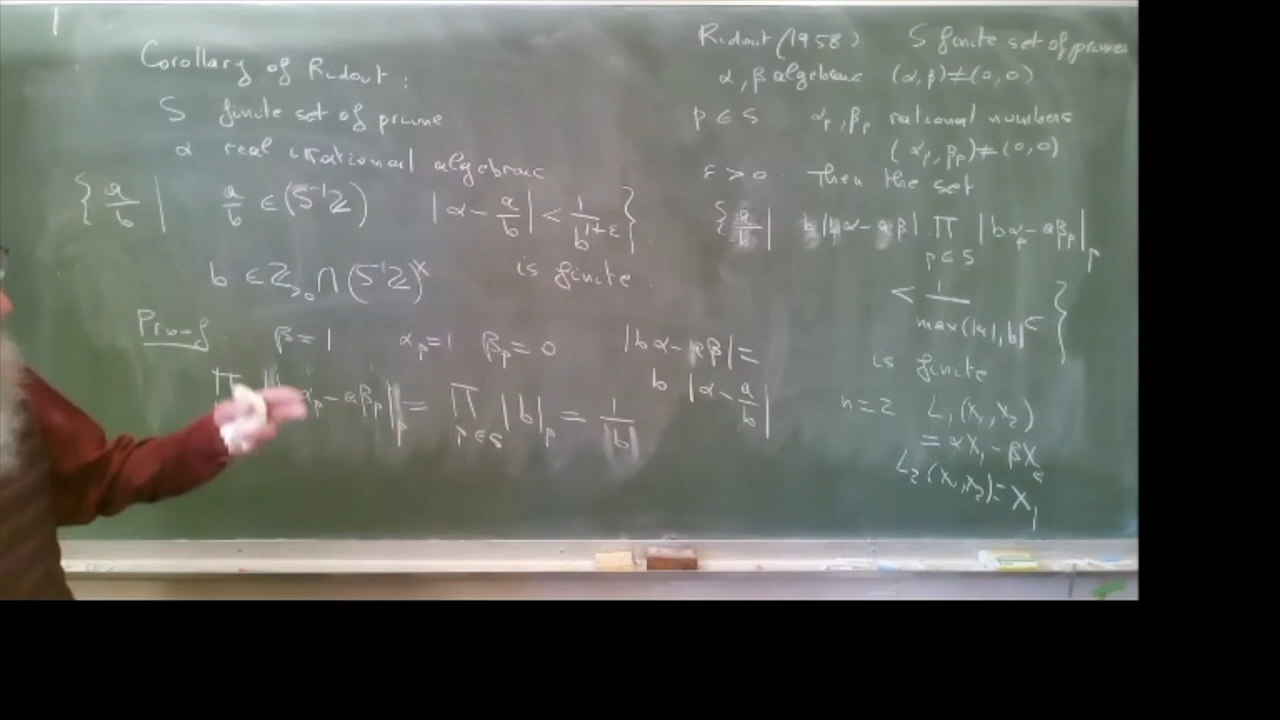 Corollary of Ridout :
S finite set of prime
α real irrational algebraic
{ a/b | a/b ∈ (S⁻¹ℤ) |α - a/b| < 1/b^{1+ε} }
b ∈ ℤ_{>0} ∩ (S⁻¹ℤ)^× is finite.
Proof β = 1 α_p = 1 β_p = 0 |bα - aβ| =
b |α - a/b|
∏ α_p - aβ_p|_p = ∏_{p∈S} |b|_p = 1/|b|
Ridout (1958) S finite set of primes
α, β algebraic (α, β) ≠ (0, 0)
p ∈ S α_p, β_p rational numbers
(α_p, β_p) ≠ (0, 0)
ε > 0 Then the set
{ a/b | b|bα - aβ| . ∏_{p∈S} |bα_p - aβ_p|_p
< 1/max(|a|, |b|)^ε }
is finite
n = 2 L₁(X₁, X₂)
= αX₁ - βX₂
L₂(X₁, X₂) = X₁